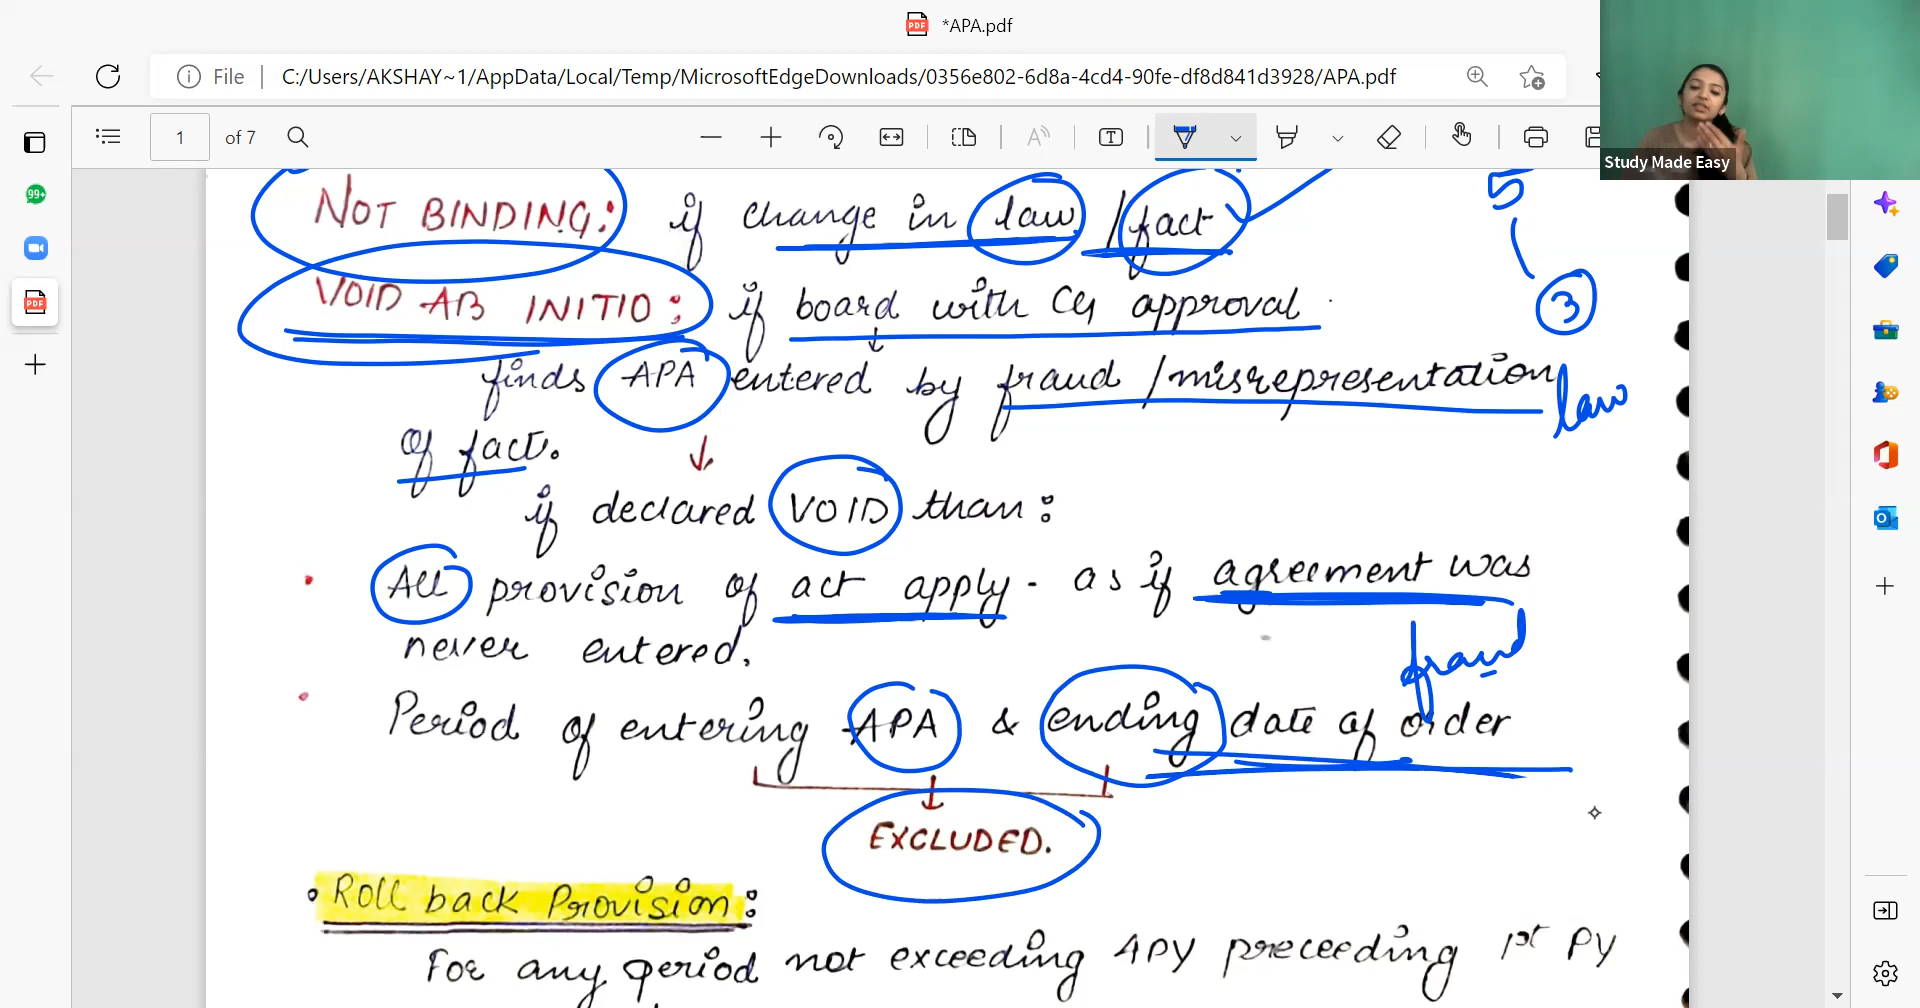 *APA.pdf
File
C:/Users/AKSHAY~1/AppData/Local/Temp/MicrosoftEdgeDownloads/0356e802-6d8a-4cd4-90fe-df8d841d3928/APA.pdf
1 of 7
Study Made Easy
99+
PDF
NOT BINDING: if change in law / fact
5
VOID AB INITIO: if board with CG approval
3
finds APA entered by fraud / misrepresentation
law
of fact.
if declared VOID than:
All provision of act apply - as if agreement was
never entered.
fraud
Period of entering APA & ending date of order
EXCLUDED.
Roll back Provision:
For any period not exceeding 4PY preceeding 1st PY